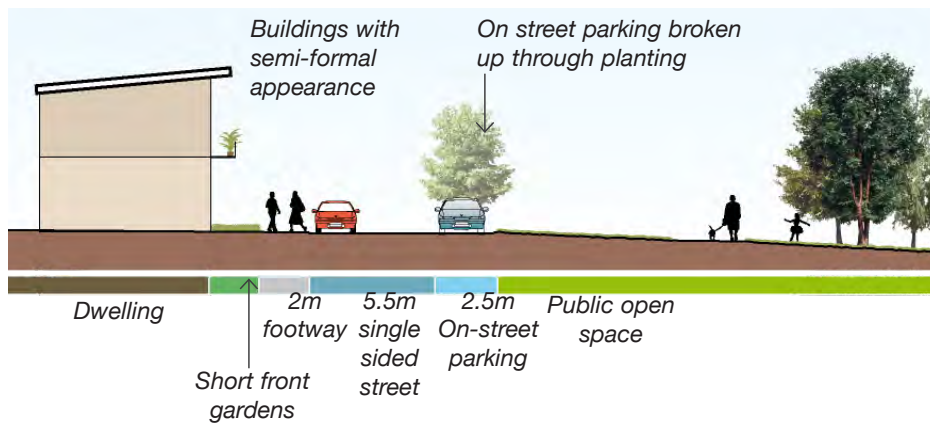 Buildings with
semi-formal
appearance
On street parking broken
up through planting
Dwelling
2m
footway
5.5m
single
sided
street
2.5m
On-street
parking
Public open
space
Short front
gardens